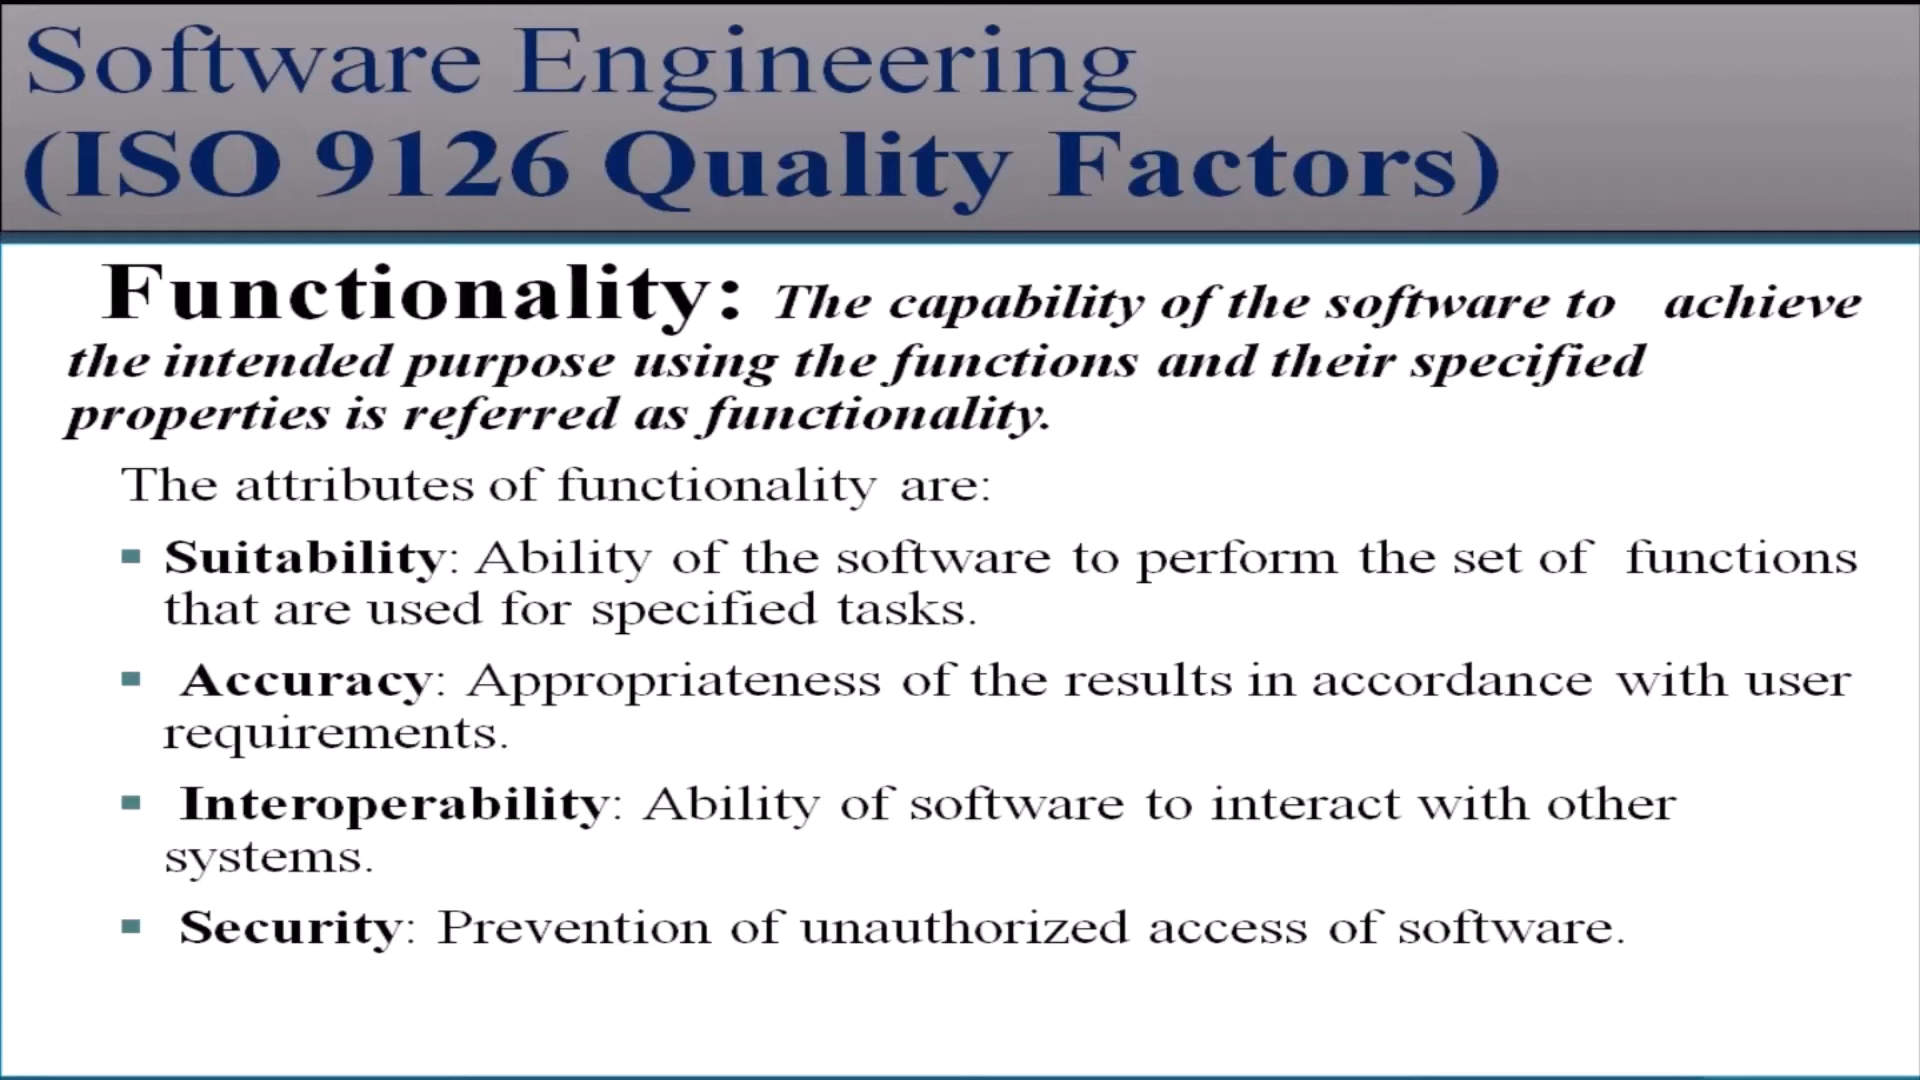 Software Engineering
(ISO 9126 Quality Factors)
Functionality: The capability of the software to achieve
the intended purpose using the functions and their specified
properties is referred as functionality.
The attributes of functionality are:
▪ Suitability: Ability of the software to perform the set of functions
that are used for specified tasks.
▪ Accuracy: Appropriateness of the results in accordance with user
requirements.
▪ Interoperability: Ability of software to interact with other
systems.
▪ Security: Prevention of unauthorized access of software.